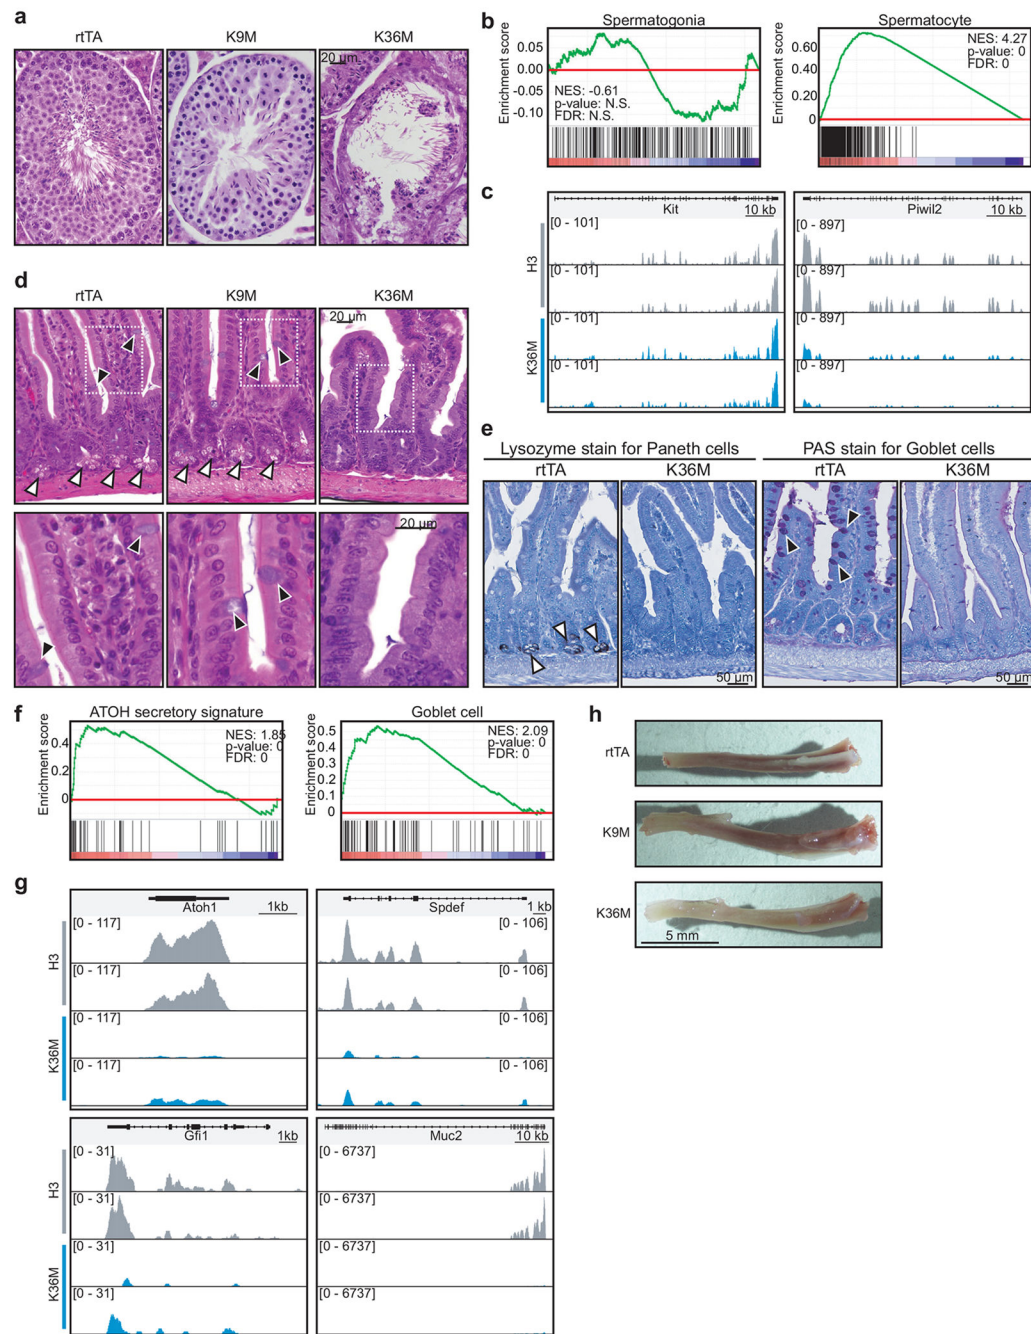 a
rtTA K9M K36M
20 µm
b
Spermatogonia
Enrichment score
0.05
0.00
-0.05
-0.10
NES: -0.61
p-value: N.S.
FDR: N.S.
Spermatocyte
Enrichment score
0.60
0.40
0.20
0
NES: 4.27
p-value: 0
FDR: 0
c
Kit 10 kb
H3
[0 - 101]
[0 - 101]
K36M
[0 - 101]
[0 - 101]
Piwil2 10 kb
[0 - 897]
[0 - 897]
[0 - 897]
[0 - 897]
d
rtTA K9M K36M
20 µm
20 µm
e
Lysozyme stain for Paneth cells PAS stain for Goblet cells
rtTA K36M rtTA K36M
50 µm 50 µm
f
ATOH secretory signature
Enrichment score
0.4
0.2
0
NES: 1.85
p-value: 0
FDR: 0
Goblet cell
Enrichment score
0.5
0.4
0.3
0.2
0.1
0
NES: 2.09
p-value: 0
FDR: 0
g
Atoh1 1kb
H3
[0 - 117]
[0 - 117]
K36M
[0 - 117]
[0 - 117]
Spdef 1 kb
[0 - 106]
[0 - 106]
[0 - 106]
[0 - 106]
Gfi1 1kb
H3
[0 - 31]
[0 - 31]
K36M
[0 - 31]
[0 - 31]
Muc2 10 kb
[0 - 6737]
[0 - 6737]
[0 - 6737]
[0 - 6737]
h
rtTA
K9M
K36M
5 mm